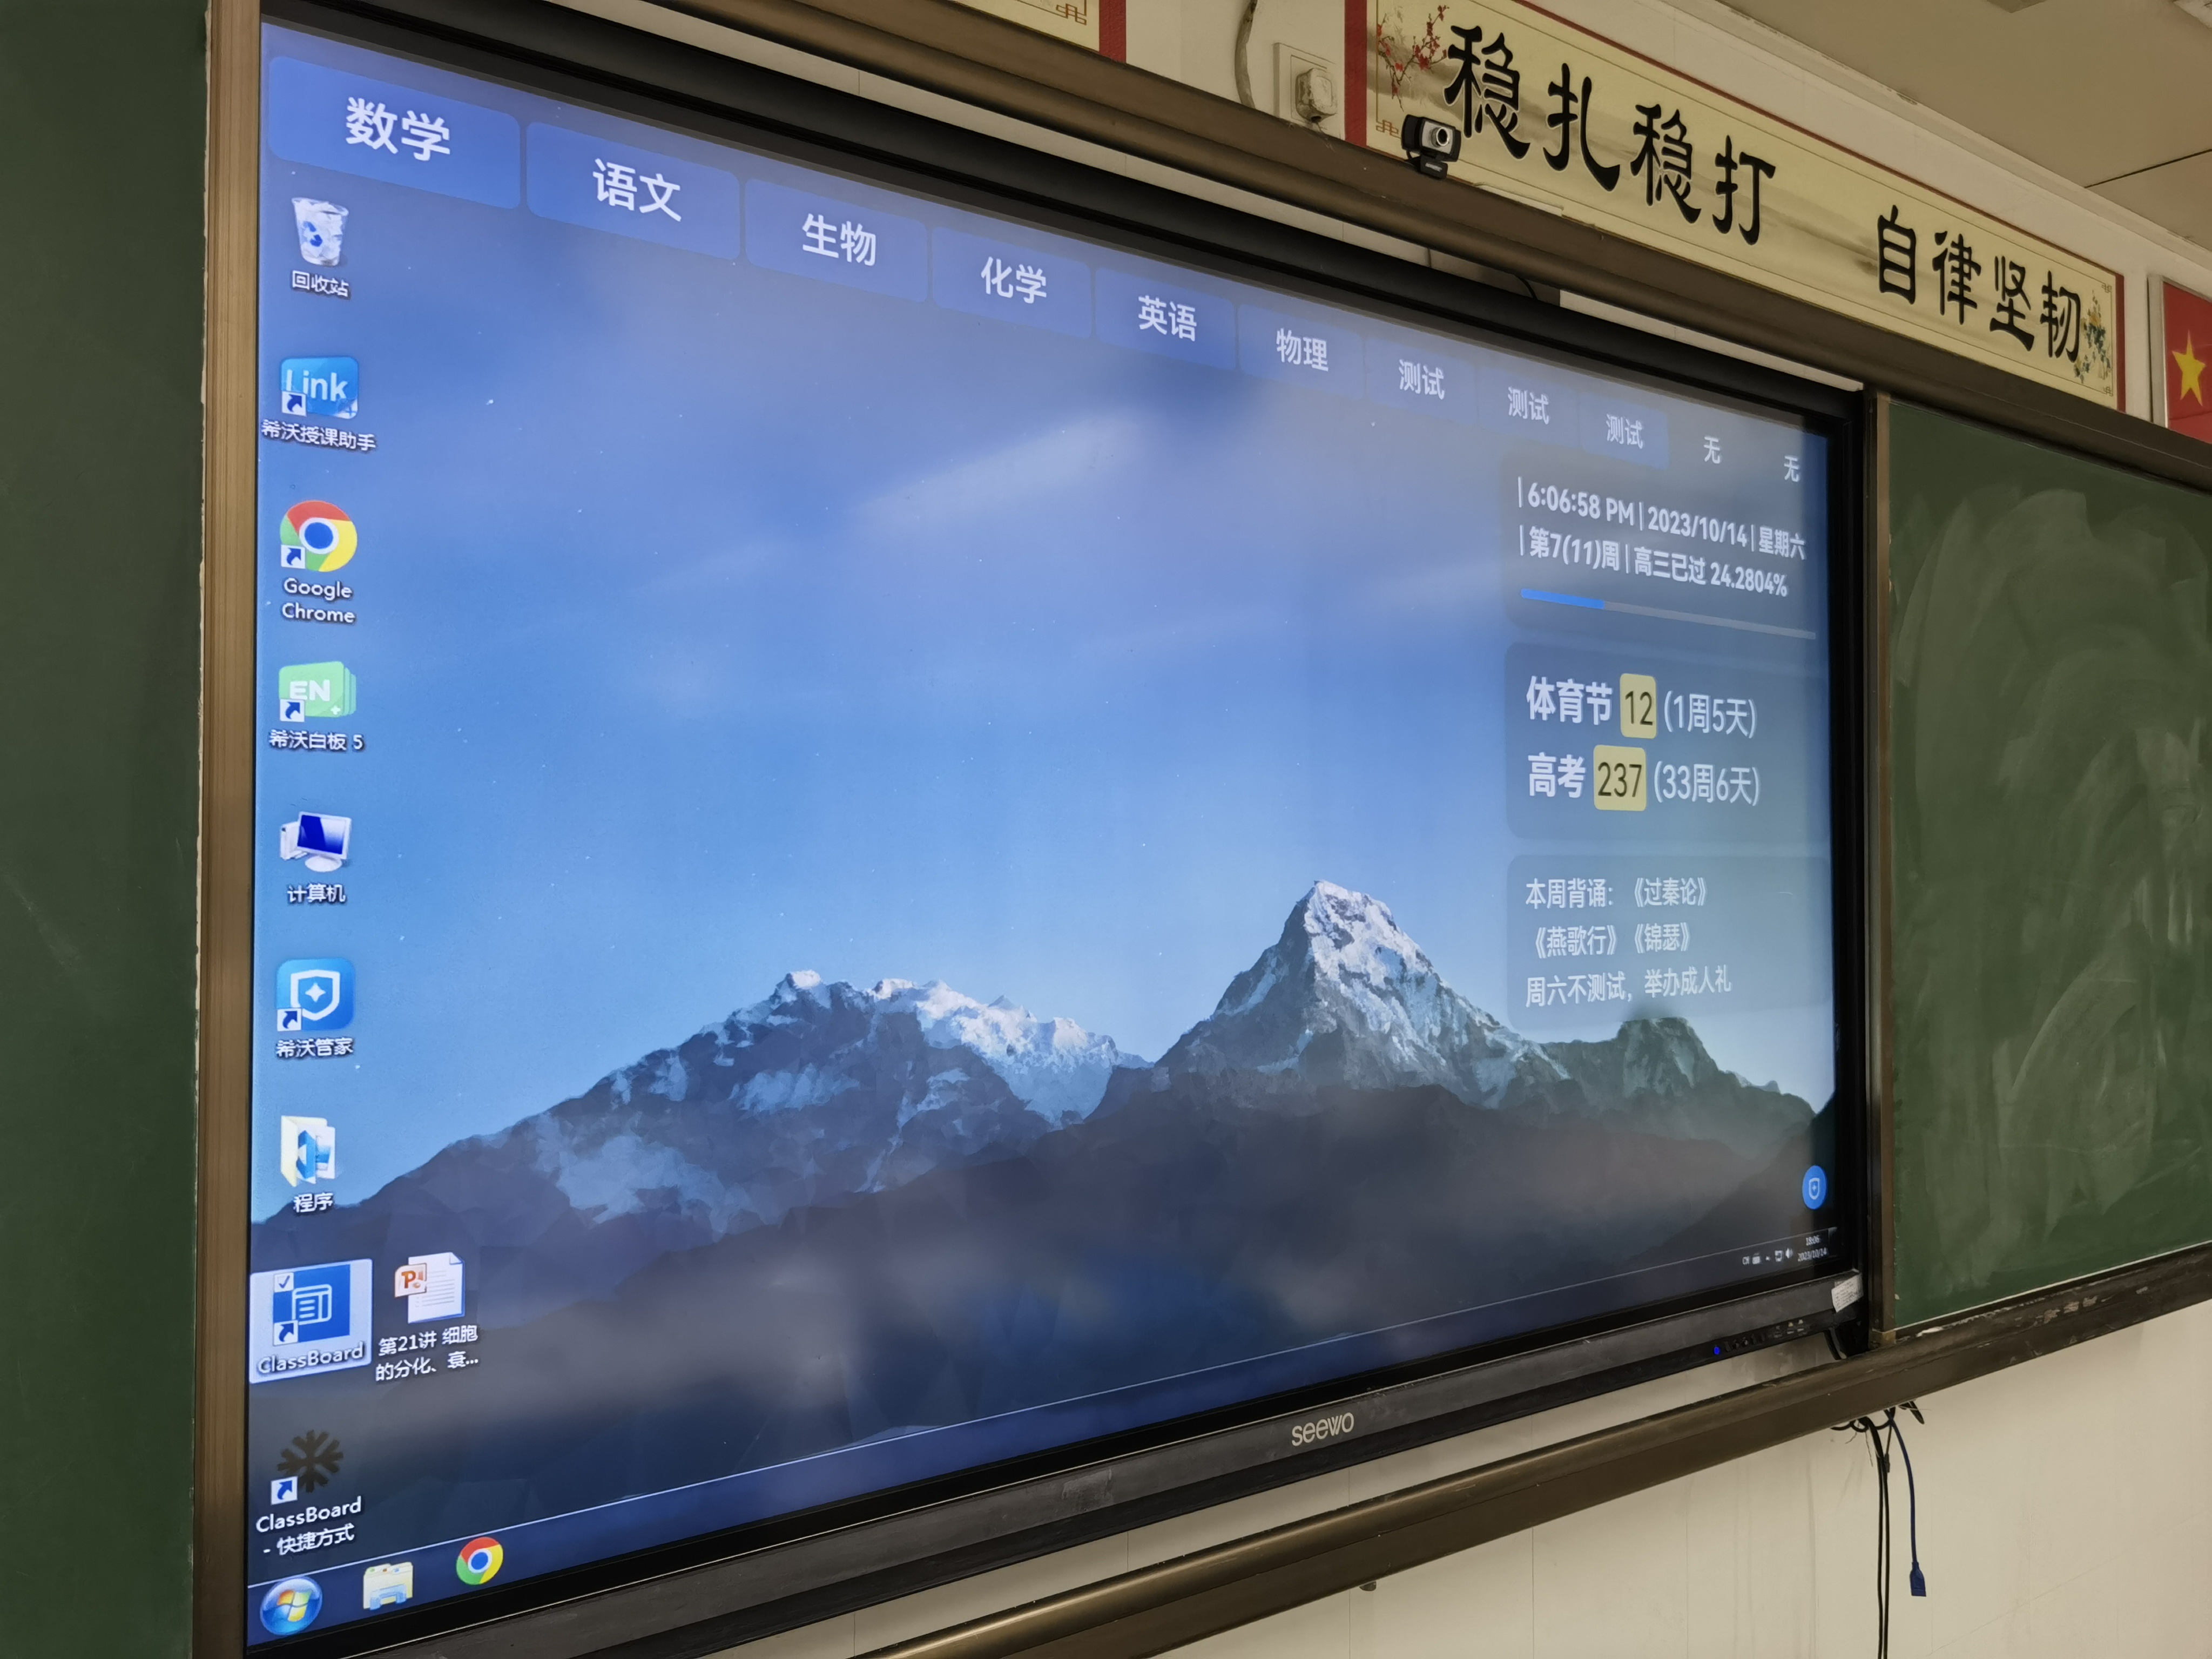 稳扎稳打 自律坚韧
数学 语文 生物 化学 英语 物理 测试 测试 测试 无 无
回收站
Link
希沃授课助手
Google
Chrome
EN
希沃白板 5
计算机
希沃管家
程序
ClassBoard
第21讲 细胞
的分化、衰...
ClassBoard
- 快捷方式
| 6:06:58 PM | 2023/10/14 | 星期六
| 第7(11)周 | 高三已过 24.2804%
体育节 12 (1周5天)
高考 237 (33周6天)
本周背诵：《过秦论》
《燕歌行》《锦瑟》
周六不测试，举办成人礼
CH
18:06
2023/10/14
seewo